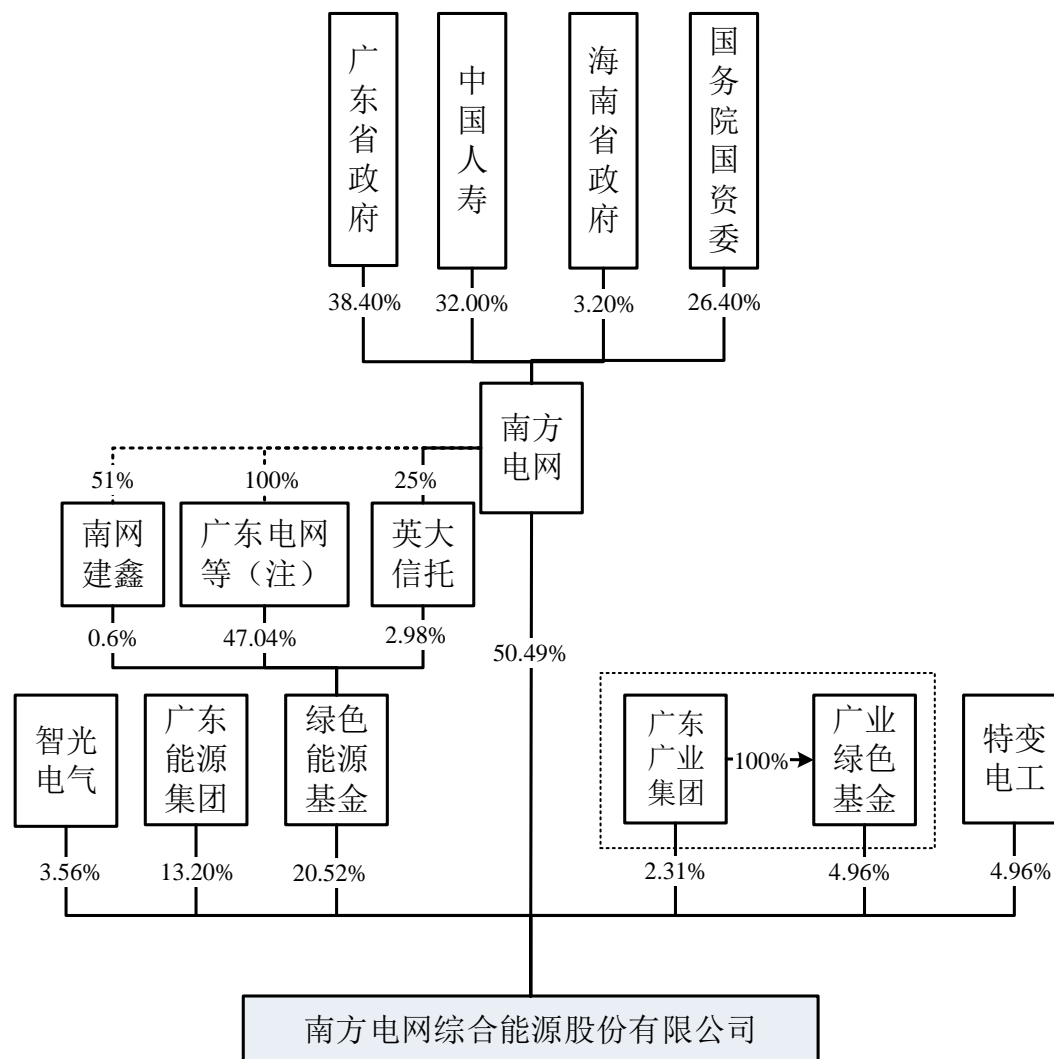 广东省政府
中国人寿
海南省政府
国务院国资委
38.40%
32.00%
3.20%
26.40%
南方
电网
51%
100%
25%
南网
建鑫
广东电网
等（注）
英大
信托
0.6%
47.04%
2.98%
50.49%
智光
电气
广东
能源
集团
绿色
能源
基金
广东
广业
集团
100%
广业
绿色
基金
特变
电工
3.56%
13.20%
20.52%
2.31%
4.96%
4.96%
南方电网综合能源股份有限公司